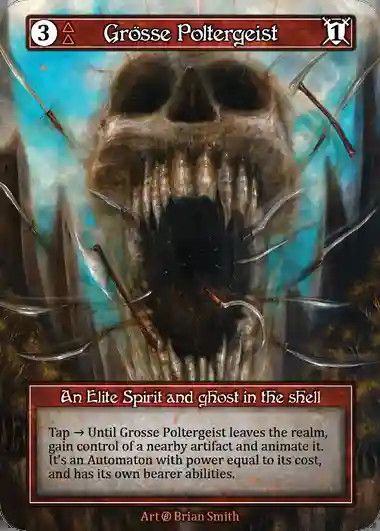 3 Grösse Poltergeist 1
An Elite Spirit and ghost in the shell
Tap → Until Grosse Poltergeist leaves the realm,
gain control of a nearby artifact and animate it.
It's an Automaton with power equal to its cost,
and has its own bearer abilities.
Art @ Brian Smith